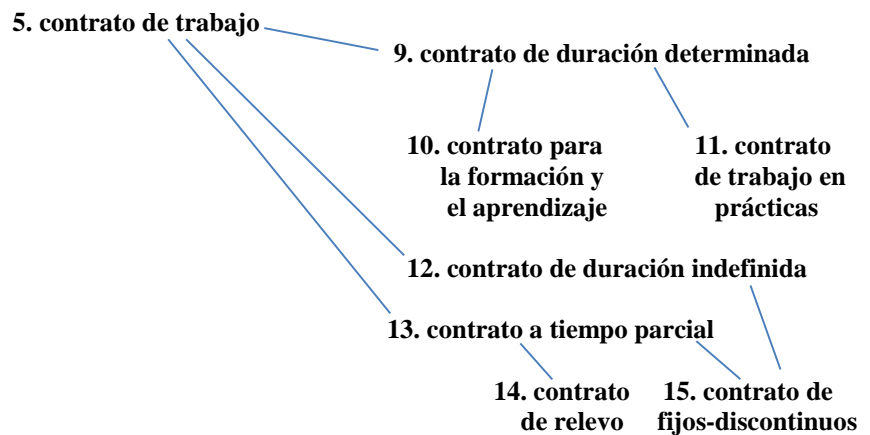 5. contrato de trabajo
9. contrato de duración determinada
10. contrato para
la formación y
el aprendizaje
11. contrato
de trabajo en
prácticas
12. contrato de duración indefinida
13. contrato a tiempo parcial
14. contrato
de relevo
15. contrato de
fijos-discontinuos